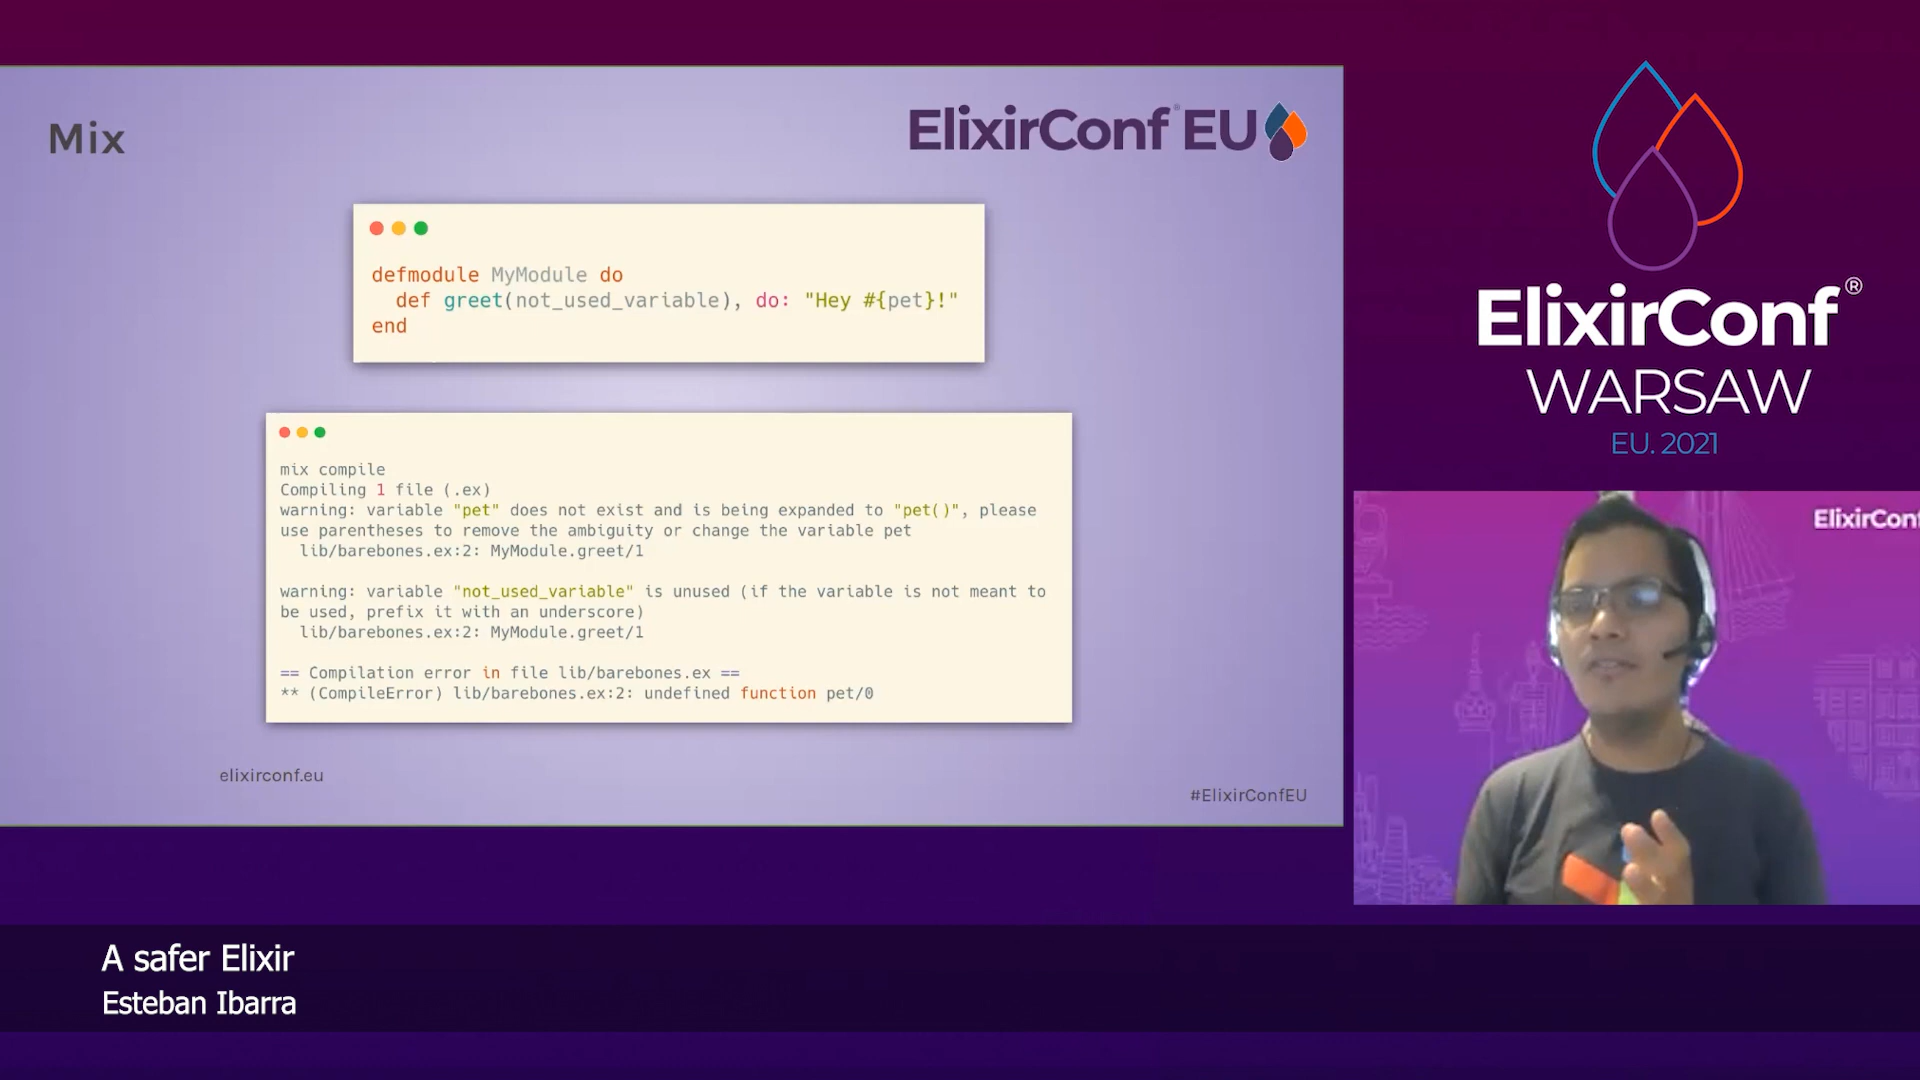 Mix
ElixirConf EU
defmodule MyModule do
  def greet(not_used_variable), do: "Hey #{pet}!"
end
mix compile
Compiling 1 file (.ex)
warning: variable "pet" does not exist and is being expanded to "pet()", please
use parentheses to remove the ambiguity or change the variable pet
  lib/barebones.ex:2: MyModule.greet/1
warning: variable "not_used_variable" is unused (if the variable is not meant to
be used, prefix it with an underscore)
  lib/barebones.ex:2: MyModule.greet/1
== Compilation error in file lib/barebones.ex ==
** (CompileError) lib/barebones.ex:2: undefined function pet/0
elixirconf.eu
#ElixirConfEU
ElixirConf®
WARSAW
EU. 2021
ElixirConf
A safer Elixir
Esteban Ibarra